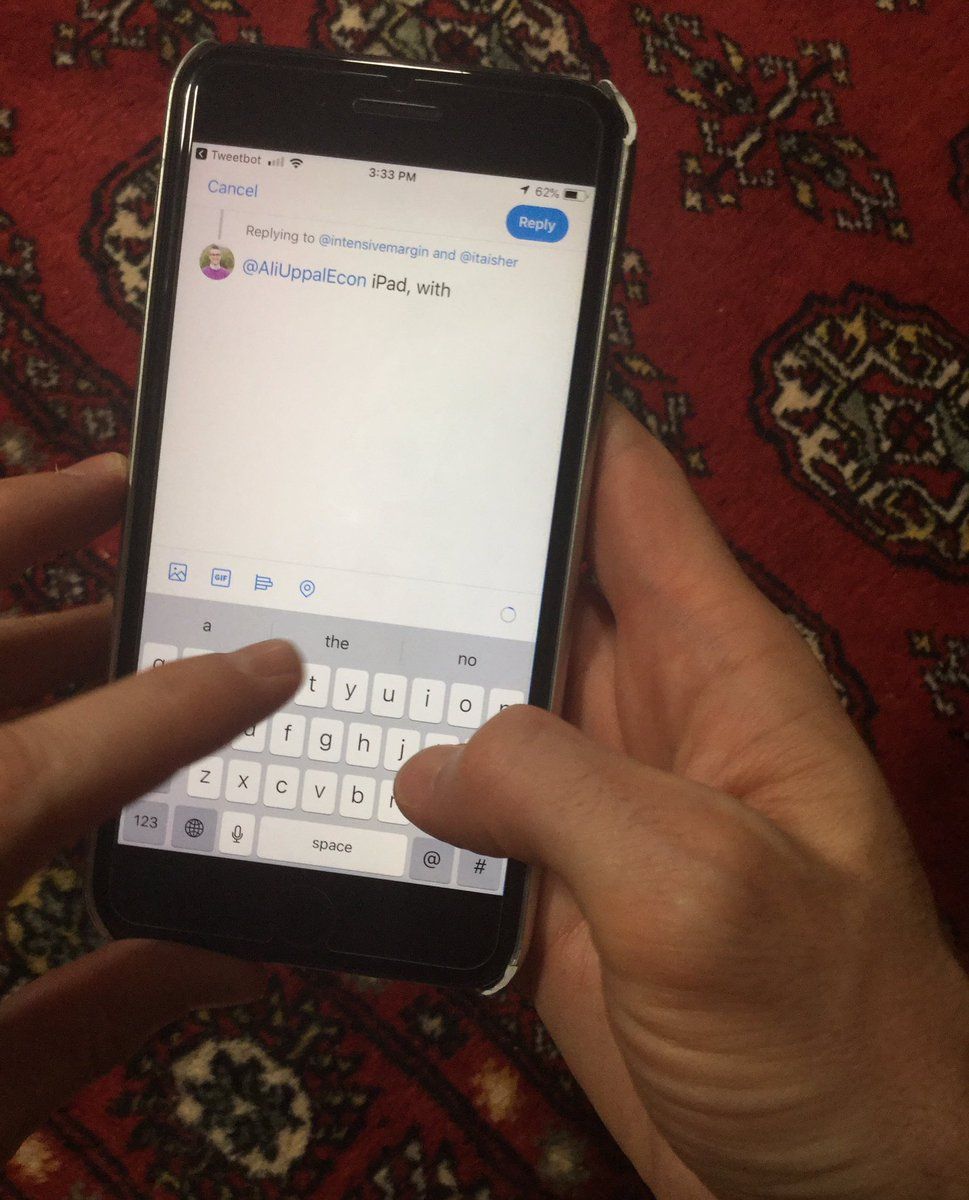 Tweetbot
3:33 PM
62%
Cancel
Reply
Replying to @intensivemargin and @itaisher
@AliUppalEcon iPad, with
GIF
a the no
t y u i o
f g h j
z x c v b
123 space @ #